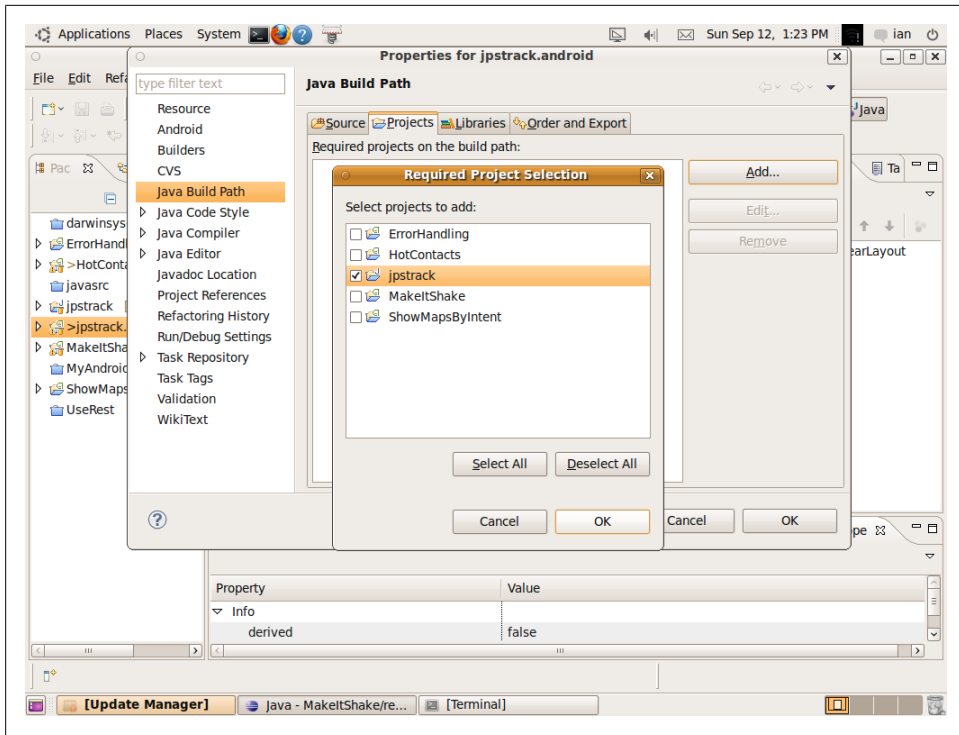 Applications Places System
Sun Sep 12, 1:23 PM
ian
Properties for jpstrack.android
File Edit Refa
type filter text
Java Build Path
Resource
Android
Builders
CVS
Java Build Path
Java Code Style
Java Compiler
Java Editor
Javadoc Location
Project References
Refactoring History
Run/Debug Settings
Task Repository
Task Tags
Validation
WikiText
Source
Projects
Libraries
Order and Export
Required projects on the build path:
Add...
Edit...
Remove
Required Project Selection
Select projects to add:
ErrorHandling
HotContacts
jpstrack
MakeItShake
ShowMapsByIntent
Select All
Deselect All
Cancel
OK
Cancel
OK
Java
Pac
Ta
darwinsys
ErrorHandl
>HotConta
javasrc
jpstrack
>jpstrack.
MakeItSha
MyAndroid
ShowMaps
UseRest
earLayout
ope
Property
Value
Info
derived
false
[Update Manager]
Java - MakeItShake/re...
[Terminal]